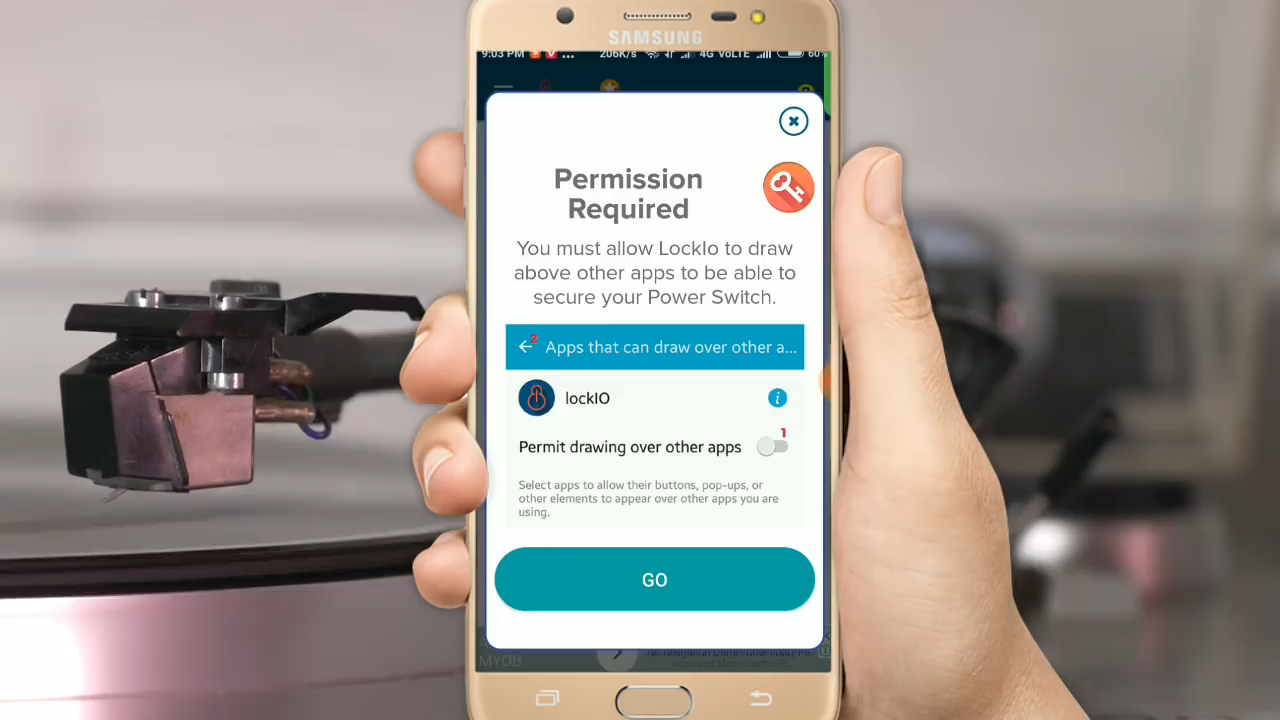 SAMSUNG
9:03 PM ... 206K/s 4G VoLTE 60%
Permission
Required
You must allow LockIo to draw
above other apps to be able to
secure your Power Switch.
2 Apps that can draw over other a...
lockIO
i
1
Permit drawing over other apps
Select apps to allow their buttons, pop-ups, or
other elements to appear over other apps you are
using.
GO
MYOB